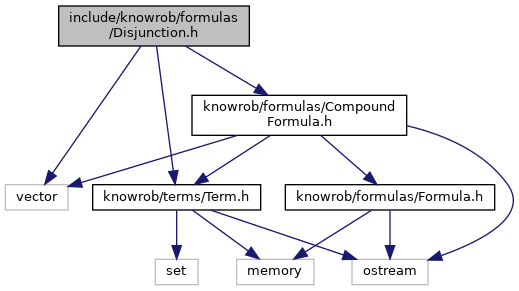 include/knowrob/formulas
/Disjunction.h
knowrob/formulas/Compound
Formula.h
vector
knowrob/terms/Term.h
knowrob/formulas/Formula.h
set
memory
ostream